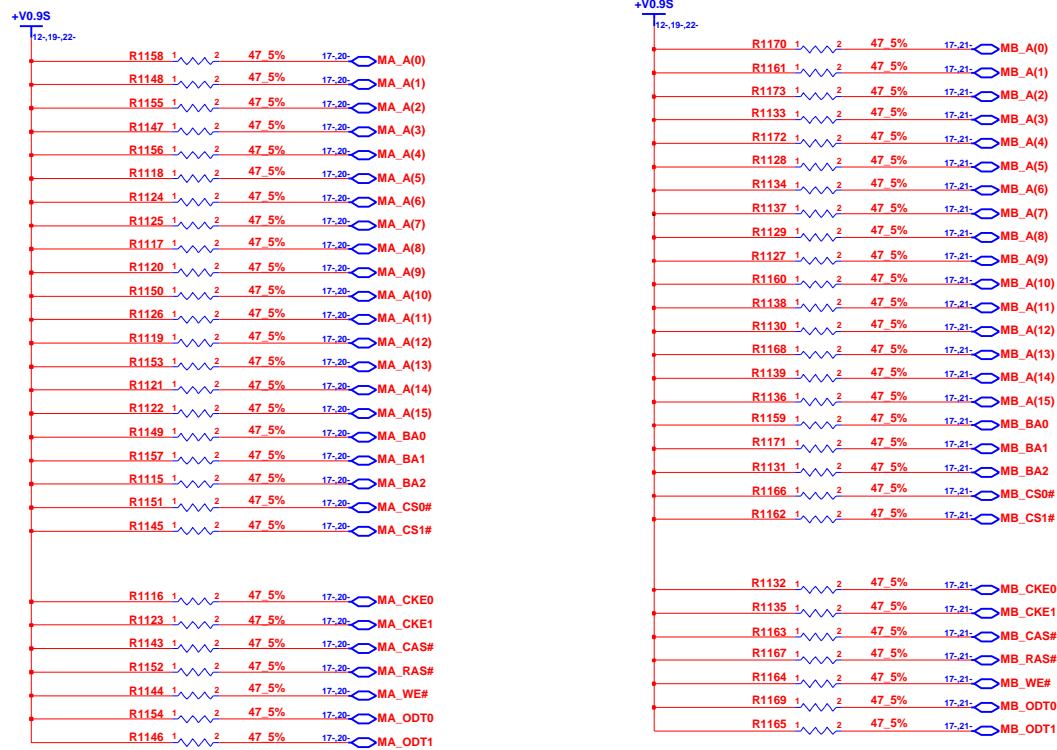 +V0.9S
12-,19-,22-
R1158 1 2 47_5% 17-,20- MA_A(0)
R1148 1 2 47_5% 17-,20- MA_A(1)
R1155 1 2 47_5% 17-,20- MA_A(2)
R1147 1 2 47_5% 17-,20- MA_A(3)
R1156 1 2 47_5% 17-,20- MA_A(4)
R1118 1 2 47_5% 17-,20- MA_A(5)
R1124 1 2 47_5% 17-,20- MA_A(6)
R1125 1 2 47_5% 17-,20- MA_A(7)
R1117 1 2 47_5% 17-,20- MA_A(8)
R1120 1 2 47_5% 17-,20- MA_A(9)
R1150 1 2 47_5% 17-,20- MA_A(10)
R1126 1 2 47_5% 17-,20- MA_A(11)
R1119 1 2 47_5% 17-,20- MA_A(12)
R1153 1 2 47_5% 17-,20- MA_A(13)
R1121 1 2 47_5% 17-,20- MA_A(14)
R1122 1 2 47_5% 17-,20- MA_A(15)
R1149 1 2 47_5% 17-,20- MA_BA0
R1157 1 2 47_5% 17-,20- MA_BA1
R1115 1 2 47_5% 17-,20- MA_BA2
R1151 1 2 47_5% 17-,20- MA_CS0#
R1145 1 2 47_5% 17-,20- MA_CS1#
R1116 1 2 47_5% 17-,20- MA_CKE0
R1123 1 2 47_5% 17-,20- MA_CKE1
R1143 1 2 47_5% 17-,20- MA_CAS#
R1152 1 2 47_5% 17-,20- MA_RAS#
R1144 1 2 47_5% 17-,20- MA_WE#
R1154 1 2 47_5% 17-,20- MA_ODT0
R1146 1 2 47_5% 17-,20- MA_ODT1
+V0.9S
12-,19-,22-
R1170 1 2 47_5% 17-,21- MB_A(0)
R1161 1 2 47_5% 17-,21- MB_A(1)
R1173 1 2 47_5% 17-,21- MB_A(2)
R1133 1 2 47_5% 17-,21- MB_A(3)
R1172 1 2 47_5% 17-,21- MB_A(4)
R1128 1 2 47_5% 17-,21- MB_A(5)
R1134 1 2 47_5% 17-,21- MB_A(6)
R1137 1 2 47_5% 17-,21- MB_A(7)
R1129 1 2 47_5% 17-,21- MB_A(8)
R1127 1 2 47_5% 17-,21- MB_A(9)
R1160 1 2 47_5% 17-,21- MB_A(10)
R1138 1 2 47_5% 17-,21- MB_A(11)
R1130 1 2 47_5% 17-,21- MB_A(12)
R1168 1 2 47_5% 17-,21- MB_A(13)
R1139 1 2 47_5% 17-,21- MB_A(14)
R1136 1 2 47_5% 17-,21- MB_A(15)
R1159 1 2 47_5% 17-,21- MB_BA0
R1171 1 2 47_5% 17-,21- MB_BA1
R1131 1 2 47_5% 17-,21- MB_BA2
R1166 1 2 47_5% 17-,21- MB_CS0#
R1162 1 2 47_5% 17-,21- MB_CS1#
R1132 1 2 47_5% 17-,21- MB_CKE0
R1135 1 2 47_5% 17-,21- MB_CKE1
R1163 1 2 47_5% 17-,21- MB_CAS#
R1167 1 2 47_5% 17-,21- MB_RAS#
R1164 1 2 47_5% 17-,21- MB_WE#
R1169 1 2 47_5% 17-,21- MB_ODT0
R1165 1 2 47_5% 17-,21- MB_ODT1